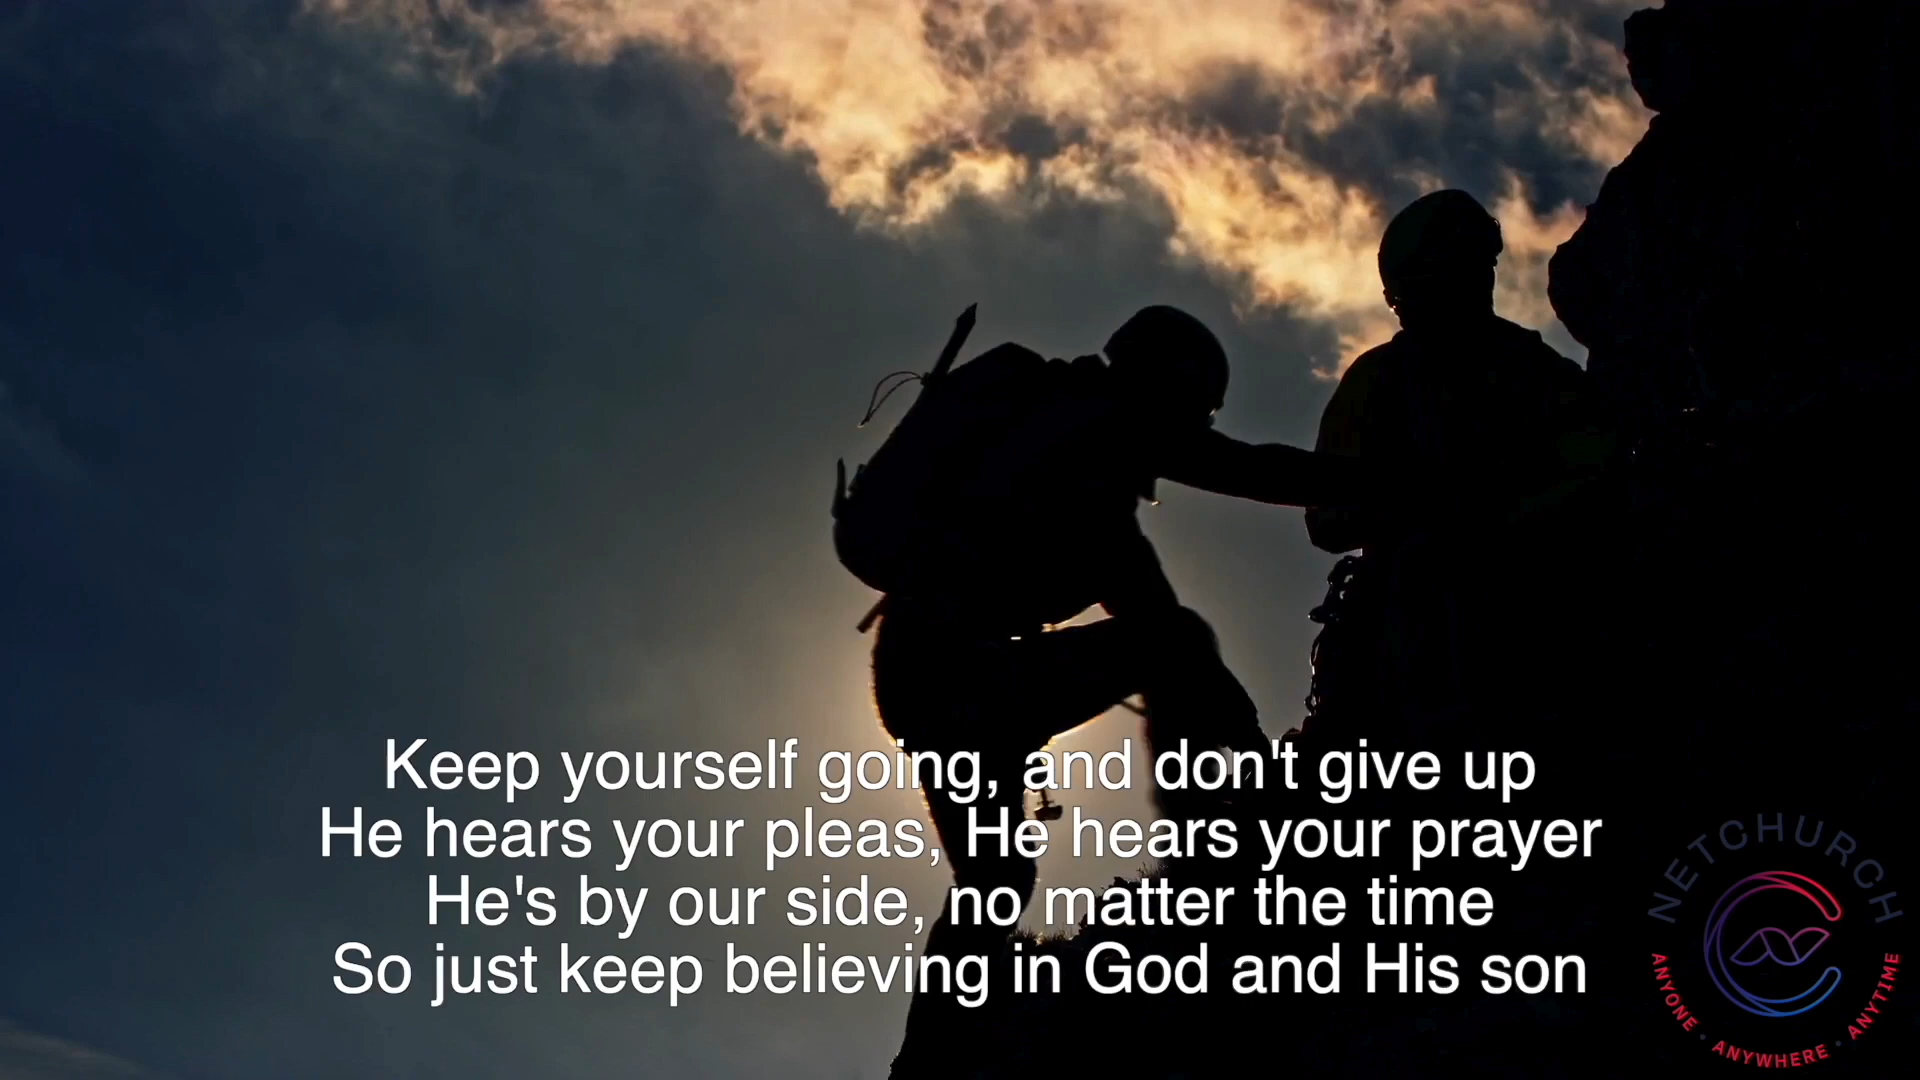 Keep yourself going, and don't give up
He hears your pleas, He hears your prayer
He's by our side, no matter the time
So just keep believing in God and His son
NETCHURCH
ANYONE • ANYWHERE • ANYTIME